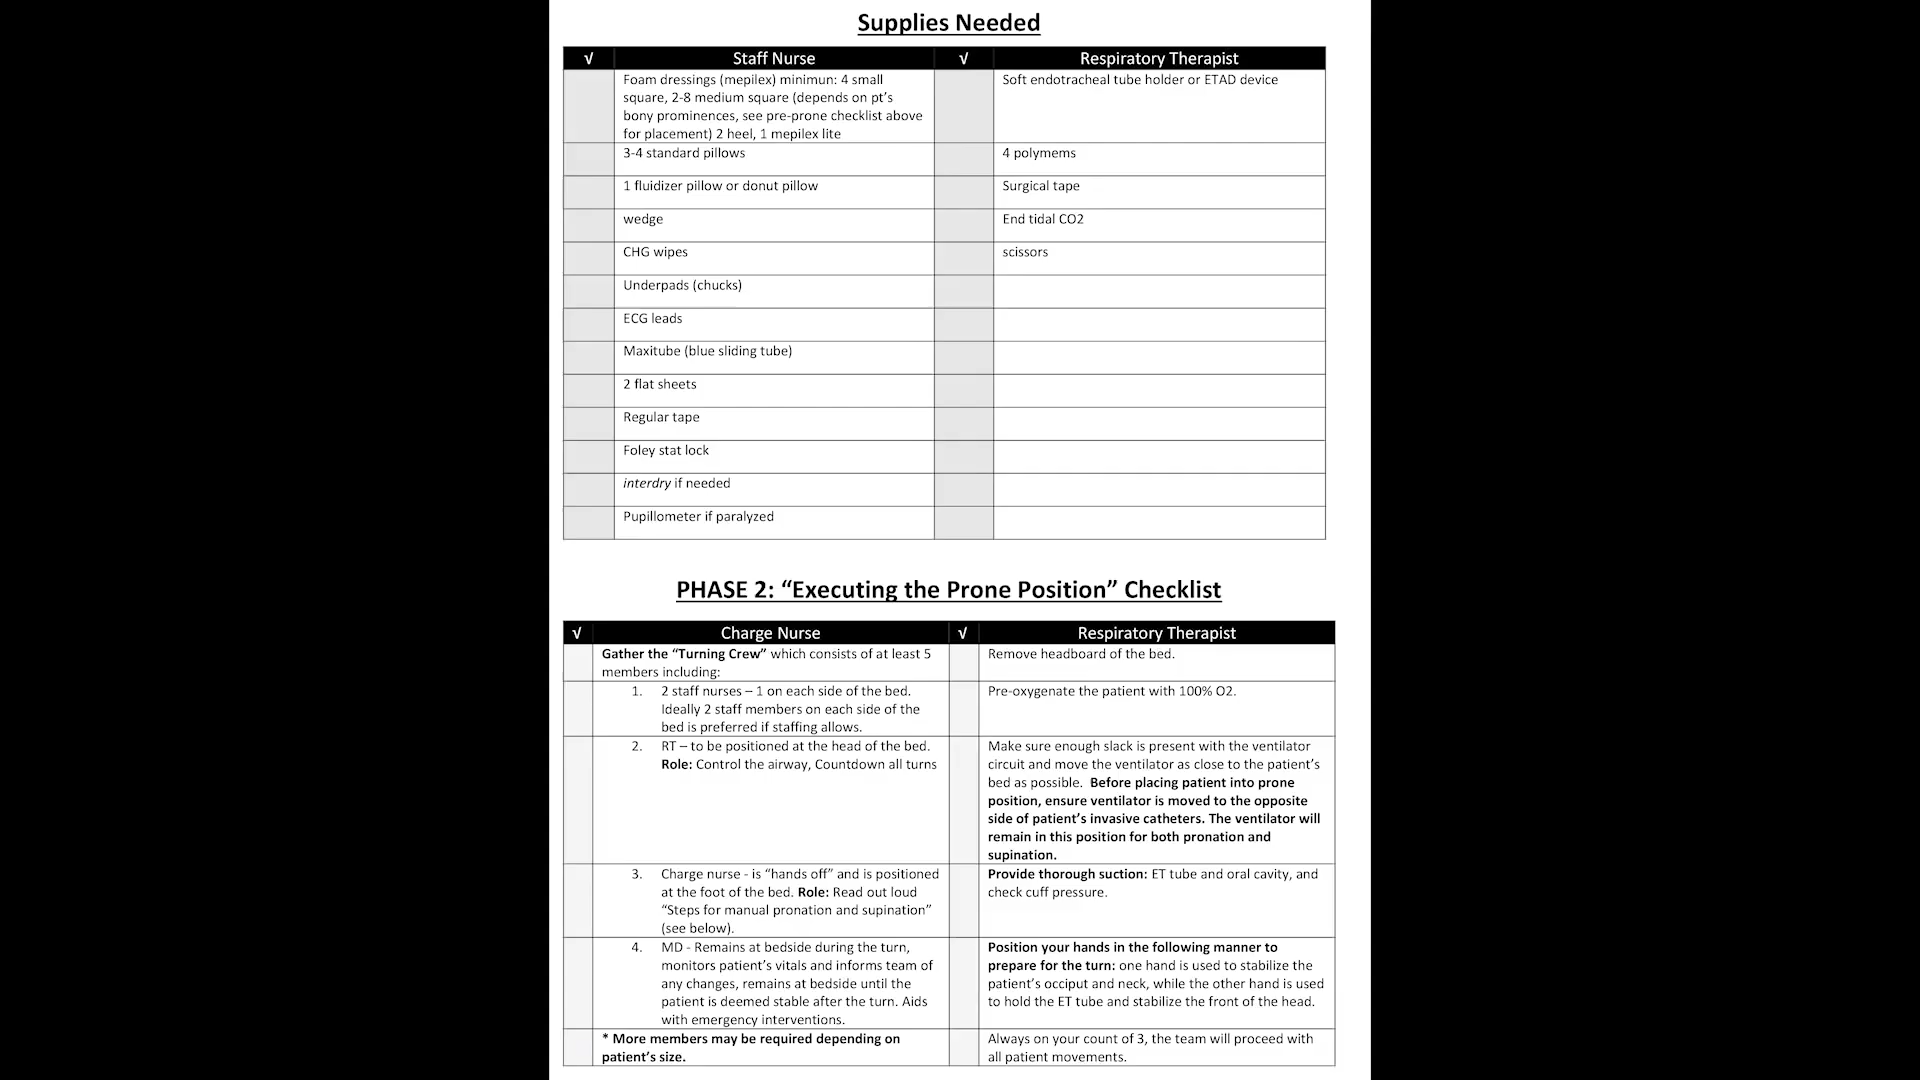 Supplies Needed
√ Staff Nurse √ Respiratory Therapist
Foam dressings (mepilex) minimun: 4 small
square, 2-8 medium square (depends on pt’s
bony prominences, see pre-prone checklist above
for placement) 2 heel, 1 mepilex lite
Soft endotracheal tube holder or ETAD device
3-4 standard pillows
4 polymems
1 fluidizer pillow or donut pillow
Surgical tape
wedge
End tidal CO2
CHG wipes
scissors
Underpads (chucks)
ECG leads
Maxitube (blue sliding tube)
2 flat sheets
Regular tape
Foley stat lock
interdry if needed
Pupillometer if paralyzed
PHASE 2: “Executing the Prone Position” Checklist
√ Charge Nurse √ Respiratory Therapist
Gather the “Turning Crew” which consists of at least 5
members including:
Remove headboard of the bed.
1. 2 staff nurses – 1 on each side of the bed.
Ideally 2 staff members on each side of the
bed is preferred if staffing allows.
Pre-oxygenate the patient with 100% O2.
2. RT – to be positioned at the head of the bed.
Role: Control the airway, Countdown all turns
Make sure enough slack is present with the ventilator
circuit and move the ventilator as close to the patient’s
bed as possible. Before placing patient into prone
position, ensure ventilator is moved to the opposite
side of patient’s invasive catheters. The ventilator will
remain in this position for both pronation and
supination.
3. Charge nurse - is “hands off” and is positioned
at the foot of the bed. Role: Read out loud
“Steps for manual pronation and supination”
(see below).
Provide thorough suction: ET tube and oral cavity, and
check cuff pressure.
4. MD - Remains at bedside during the turn,
monitors patient’s vitals and informs team of
any changes, remains at bedside until the
patient is deemed stable after the turn. Aids
with emergency interventions.
Position your hands in the following manner to
prepare for the turn: one hand is used to stabilize the
patient’s occiput and neck, while the other hand is used
to hold the ET tube and stabilize the front of the head.
* More members may be required depending on
patient’s size.
Always on your count of 3, the team will proceed with
all patient movements.